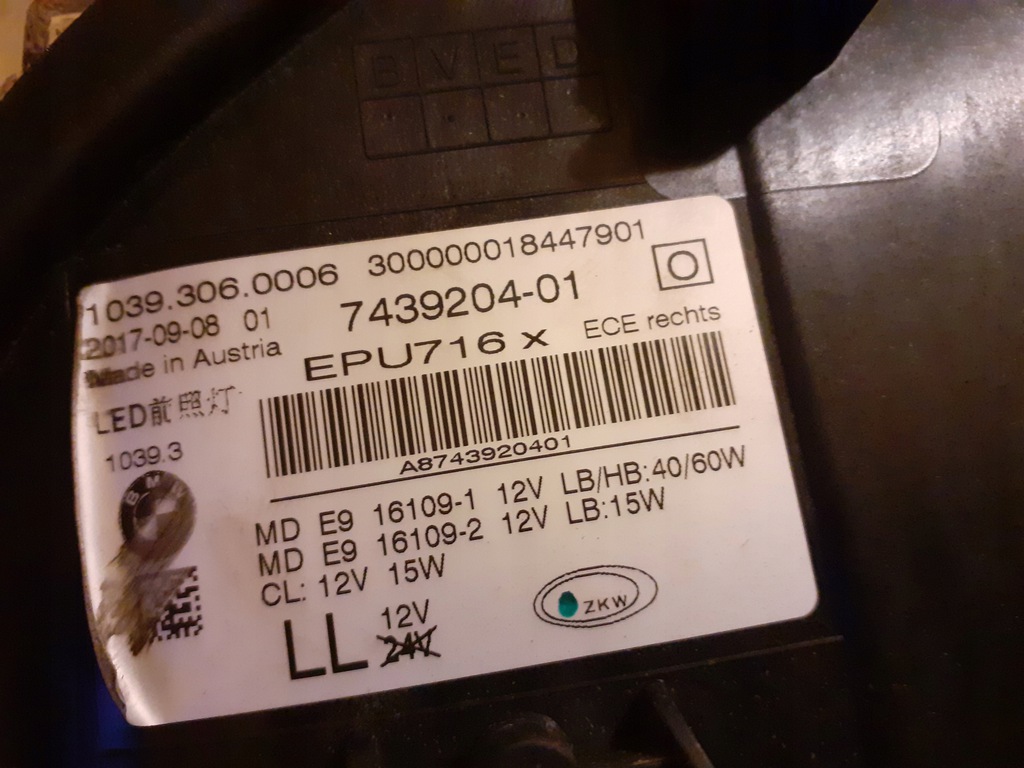 BVED
1039.306.0006 300000018447901
2017-09-08 01 7439204-01
Made in Austria EPU716 x ECE rechts
LED前照灯
A8743920401
1039.3
BMW
MD E9 16109-1 12V LB/HB:40/60W
MD E9 16109-2 12V LB:15W
CL: 12V 15W
LL 12V
24V
ZKW